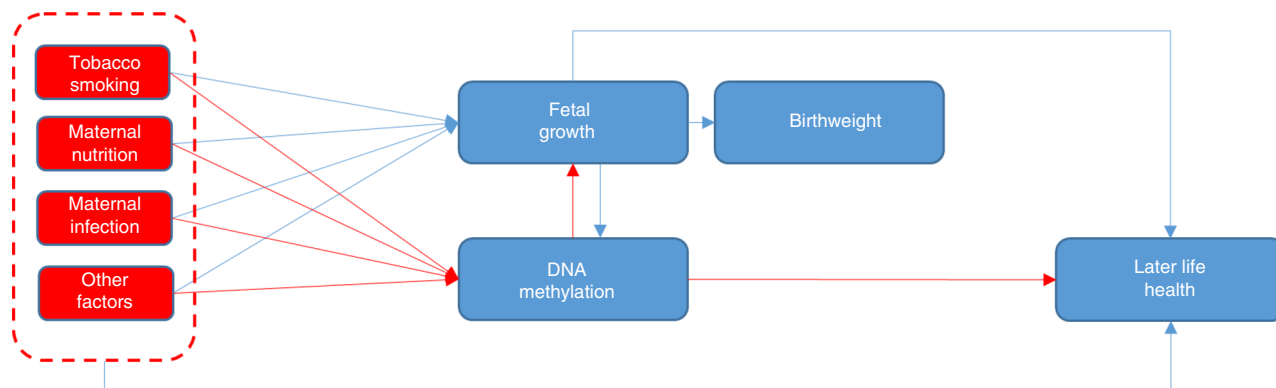 Tobacco
smoking
Maternal
nutrition
Maternal
infection
Other
factors
Fetal
growth
Birthweight
DNA
methylation
Later life
health